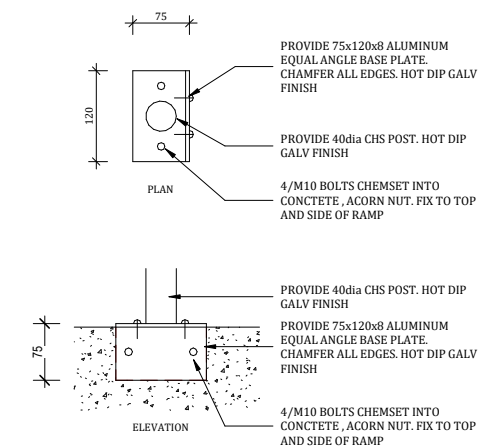 75
PROVIDE 75x120x8 ALUMINUM
EQUAL ANGLE BASE PLATE.
CHAMFER ALL EDGES. HOT DIP GALV
FINISH
120
PROVIDE 40dia CHS POST. HOT DIP
GALV FINISH
PLAN
4/M10 BOLTS CHEMSET INTO
CONCTETE , ACORN NUT. FIX TO TOP
AND SIDE OF RAMP
PROVIDE 40dia CHS POST. HOT DIP
GALV FINISH
75
PROVIDE 75x120x8 ALUMINUM
EQUAL ANGLE BASE PLATE.
CHAMFER ALL EDGES. HOT DIP GALV
FINISH
ELEVATION
4/M10 BOLTS CHEMSET INTO
CONCTETE , ACORN NUT. FIX TO TOP
AND SIDE OF RAMP